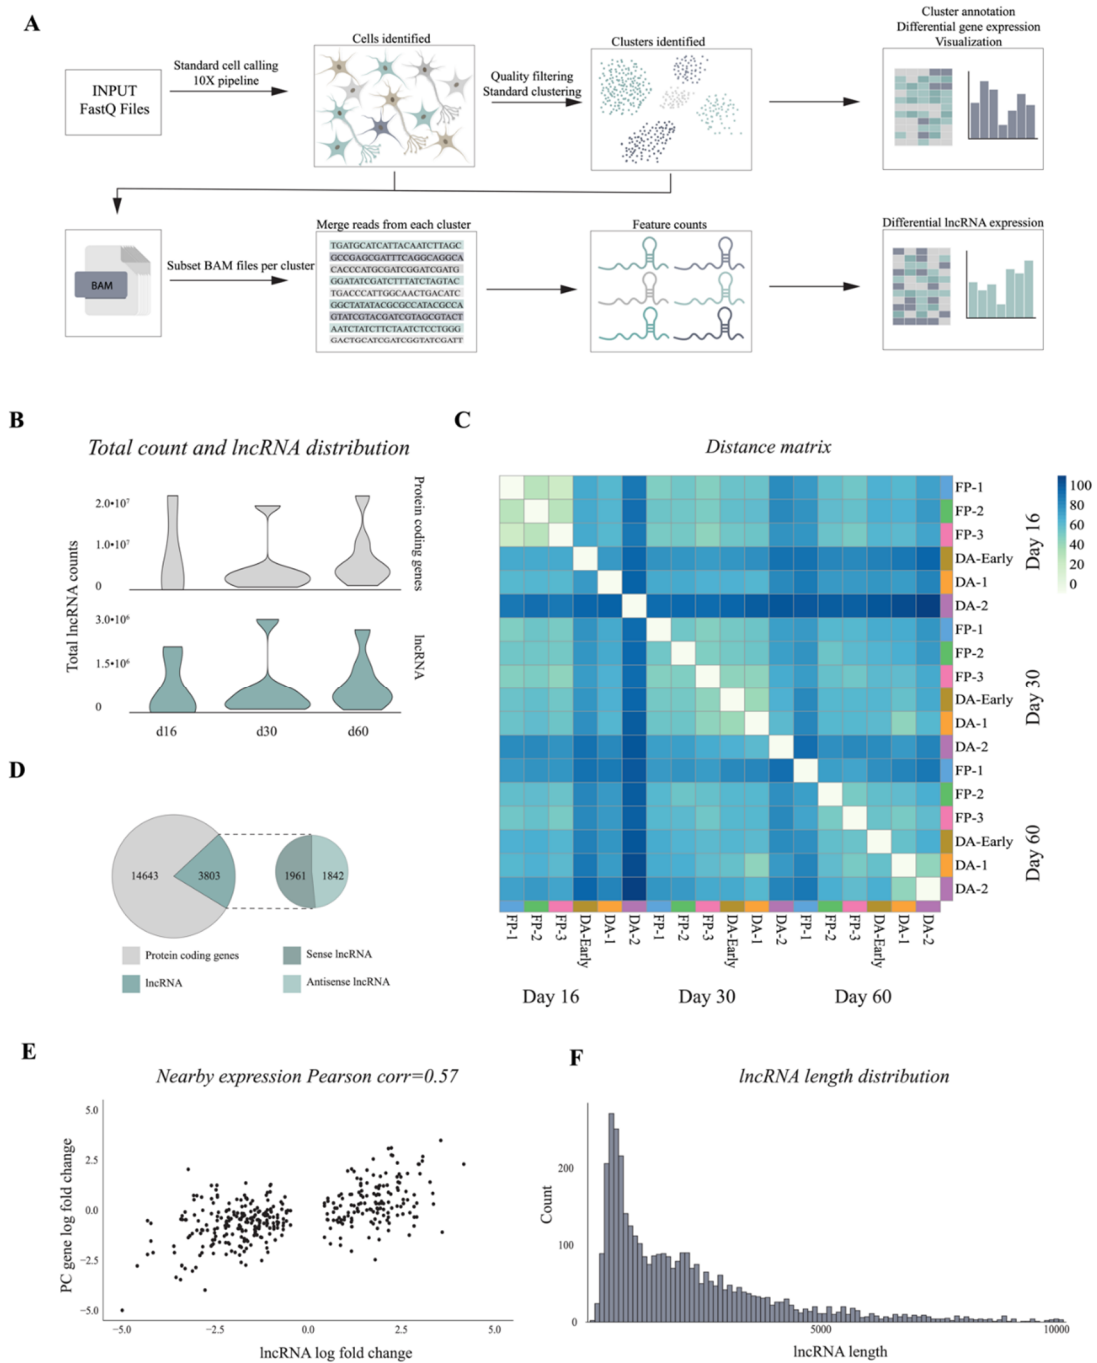 A
INPUT
FastQ Files
Standard cell calling
10X pipeline
Cells identified
Quality filtering
Standard clustering
Clusters identified
Cluster annotation
Differential gene expression
Visualization
BAM
Subset BAM files per cluster
Merge reads from each cluster
TGATGCATCATTACAATCTTAGC
GCCGAGCGATTTCAGGCAGGCA
CACCCATGCGATCGGATCGATG
GGATATCGATCTTTATCTAGTAC
TGACCCATTGGCAACTGACATC
GGCTATATACGCGCCATACGCCA
GTATCGTACGATCGTAGCGTACT
AATCTATCTTCTAATCTCCTGGG
GACTGCATCGATCGGTATCGATT
Feature counts
Differential lncRNA expression
B
Total count and lncRNA distribution
Total lncRNA counts
2.0•10⁷
1.0•10⁷
0
Protein coding genes
3.0•10⁶
1.5•10⁶
0
lncRNA
d16 d30 d60
C
Distance matrix
FP-1
FP-2
FP-3
DA-Early
DA-1
DA-2
Day 16
FP-1
FP-2
FP-3
DA-Early
DA-1
DA-2
Day 30
FP-1
FP-2
FP-3
DA-Early
DA-1
DA-2
Day 60
100
80
60
40
20
0
FP-1 FP-2 FP-3 DA-Early DA-1 DA-2 FP-1 FP-2 FP-3 DA-Early DA-1 DA-2 FP-1 FP-2 FP-3 DA-Early DA-1 DA-2
Day 16 Day 30 Day 60
D
14643 3803 1961 1842
Protein coding genes
lncRNA
Sense lncRNA
Antisense lncRNA
E
Nearby expression Pearson corr=0.57
PC gene log fold change
5.0
2.5
0.0
−2.5
−5.0
−5.0 −2.5 0.0 2.5 5.0
lncRNA log fold change
F
lncRNA length distribution
Count
200
100
0
5000 10000
lncRNA length